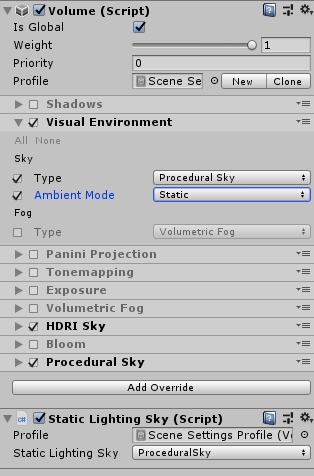 Volume (Script)
Is Global
Weight 1
Priority 0
Profile Scene Se New Clone
Shadows
Visual Environment
All None
Sky
Type Procedural Sky
Ambient Mode Static
Fog
Type Volumetric Fog
Panini Projection
Tonemapping
Exposure
Volumetric Fog
HDRI Sky
Bloom
Procedural Sky
Add Override
Static Lighting Sky (Script)
Profile Scene Settings Profile (Vo
Static Lighting Sky ProceduralSky